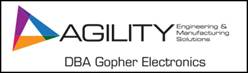 AGILITY
Engineering &
Manufacturing
Solutions
DBA Gopher Electronics